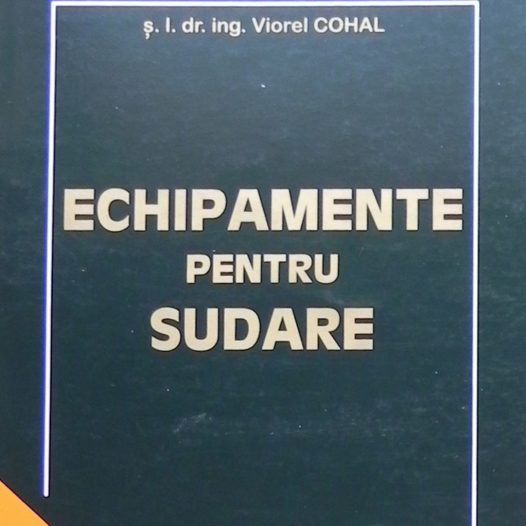 ş. l. dr. ing. Viorel COHAL
ECHIPAMENTE
PENTRU
SUDARE